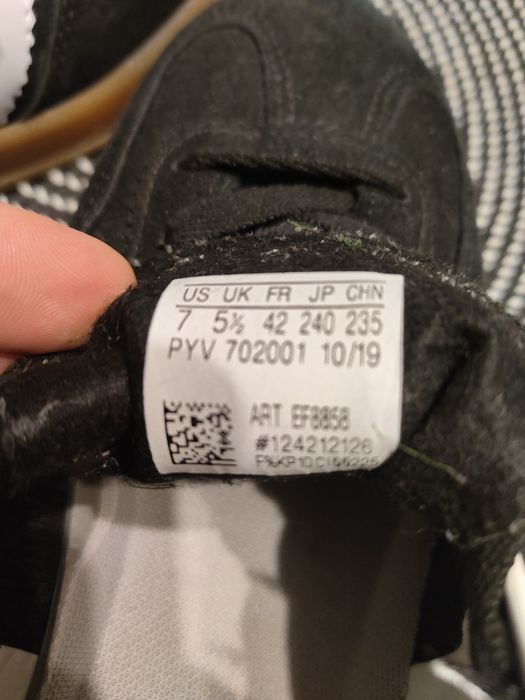 US UK FR JP CHN
7 5½ 42 240 235
PYV 702001 10/19
ART EF8858
#124212126